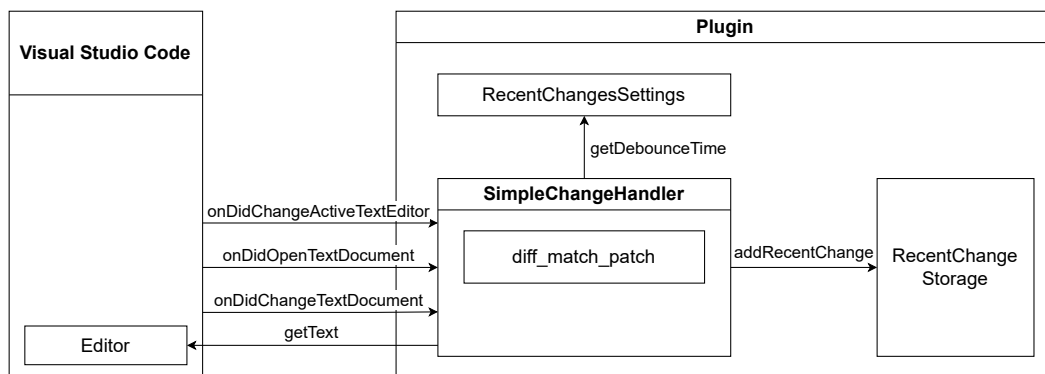 Visual Studio Code
Plugin
RecentChangesSettings
getDebounceTime
SimpleChangeHandler
onDidChangeActiveTextEditor
diff_match_patch
onDidOpenTextDocument
addRecentChange
RecentChange
Storage
onDidChangeTextDocument
getText
Editor